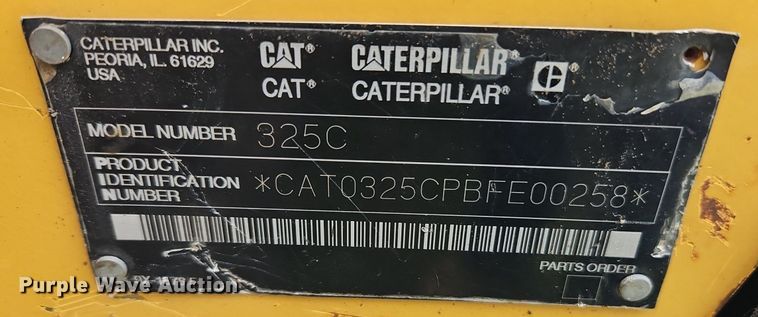 CATERPILLAR INC.
PEORIA, IL. 61629
USA
CAT® CATERPILLAR®
CAT® CATERPILLAR®
MODEL NUMBER 325C
PRODUCT
IDENTIFICATION
NUMBER
*CAT0325CPBFE00258*
PARTS ORDER
Purple Wave Auction